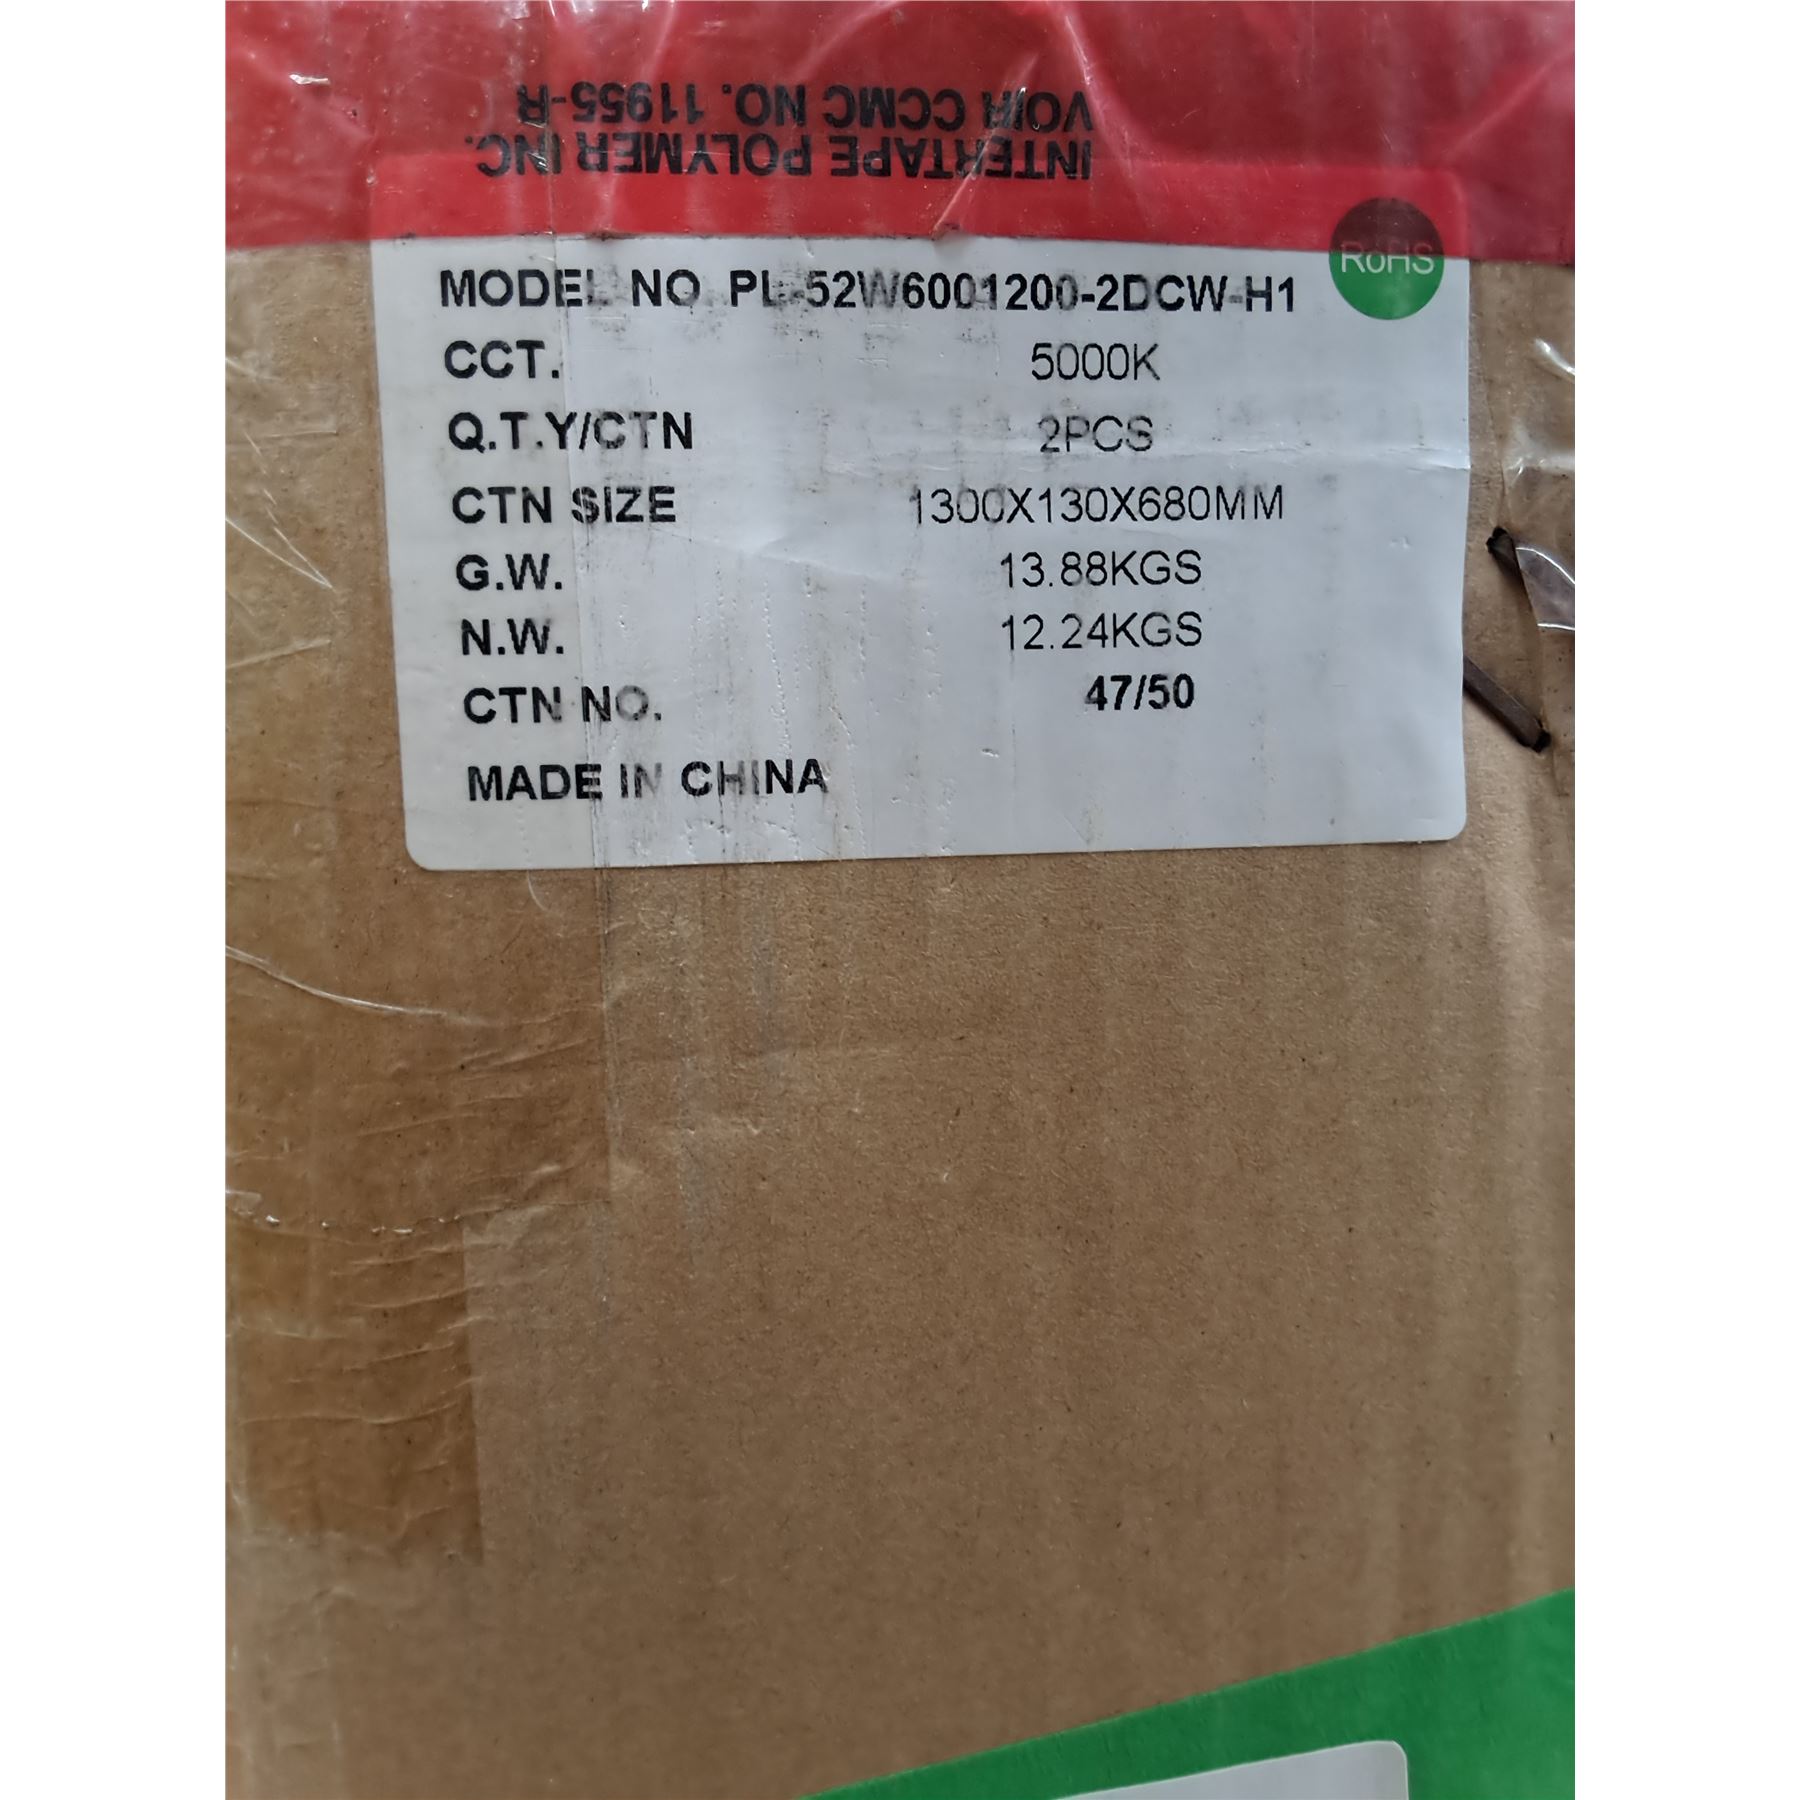 VOIR CCMC NO. 11955-R
INTERTAPE POLYMER INC.
RoHS
MODEL NO. PL-52W6001200-2DCW-H1
CCT. 5000K
Q.T.Y/CTN 2PCS
CTN SIZE 1300X130X680MM
G.W. 13.88KGS
N.W. 12.24KGS
CTN NO. 47/50
MADE IN CHINA